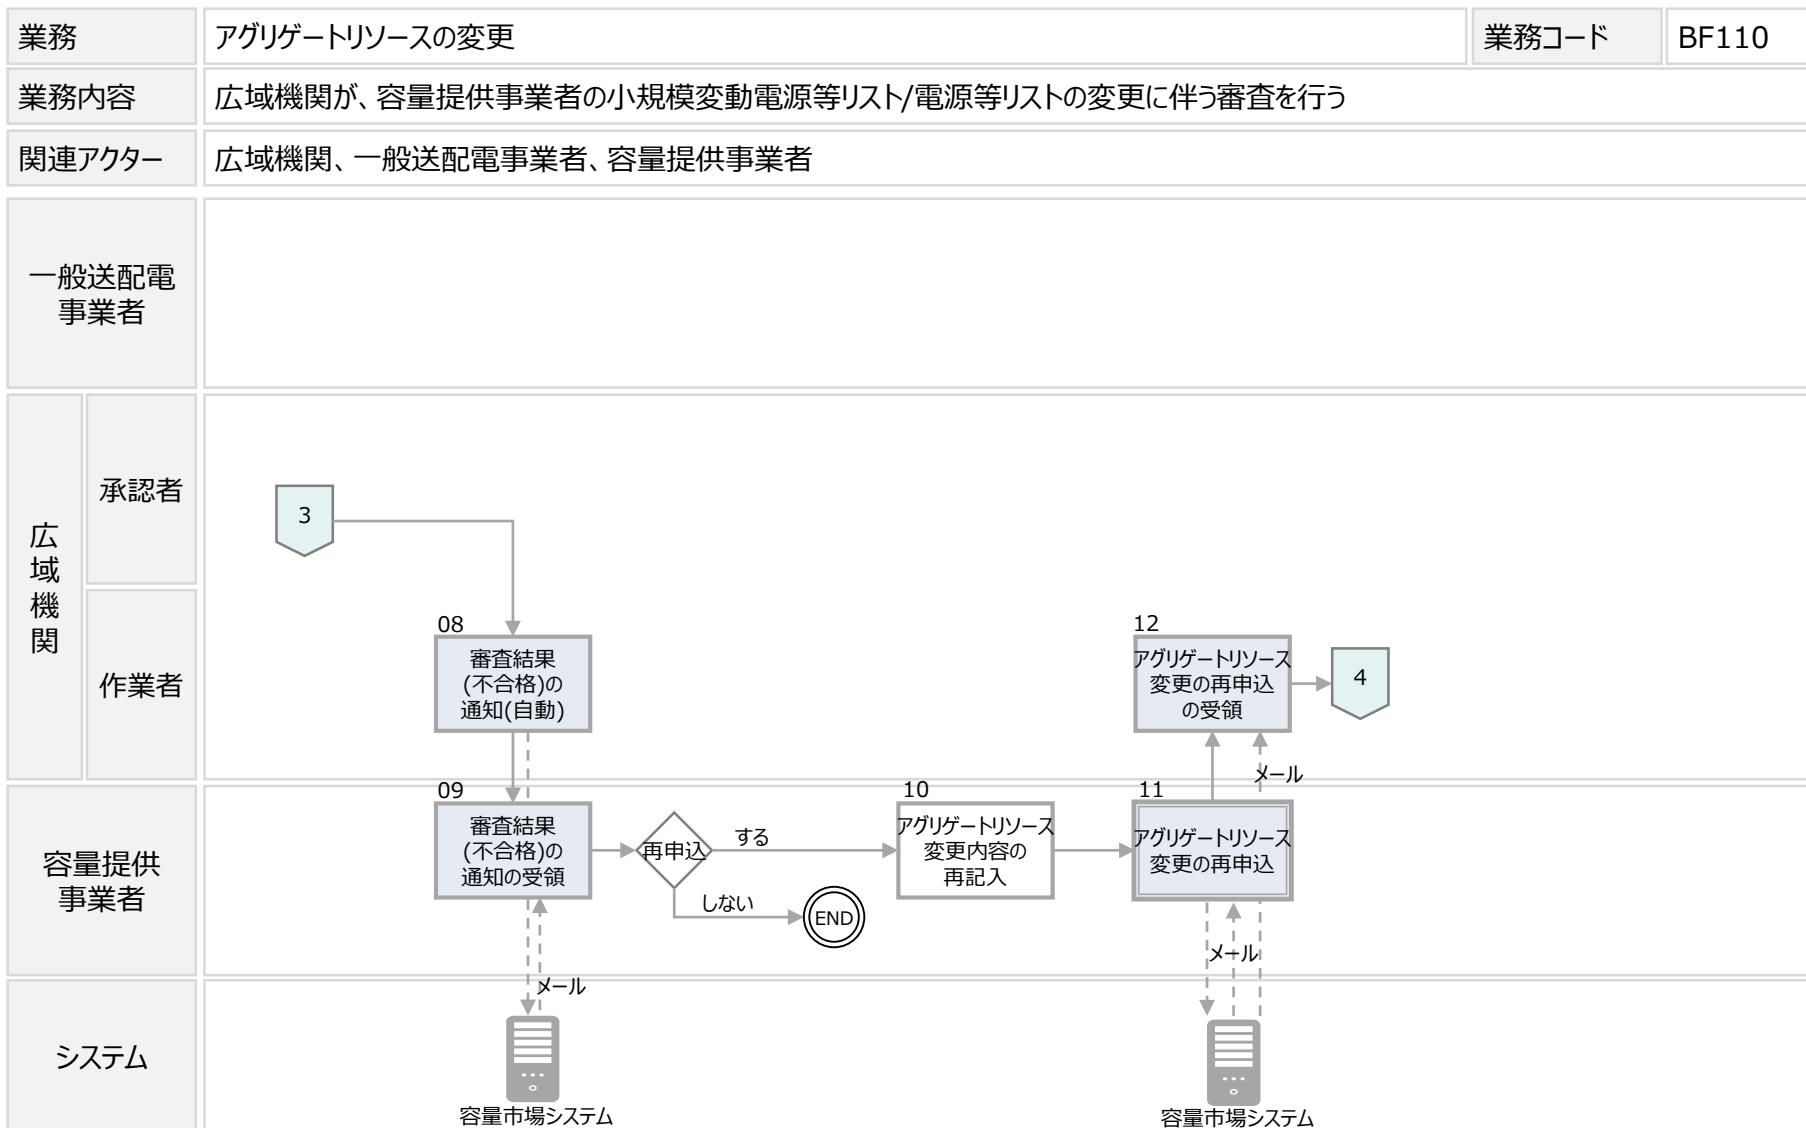 業務
アグリゲートリソースの変更
業務コード
BF110
業務内容
広域機関が、容量提供事業者の小規模変動電源等リスト/電源等リストの変更に伴う審査を行う
関連アクター
広域機関、一般送配電事業者、容量提供事業者
一般送配電
事業者
広域機関
承認者
3
作業者
08
審査結果
(不合格)の
通知(自動)
12
アグリゲートリソース
変更の再申込
の受領
4
メール
容量提供
事業者
09
審査結果
(不合格)の
通知の受領
再申込
する
しない
END
10
アグリゲートリソース
変更内容の
再記入
11
アグリゲートリソース
変更の再申込
メール
メール
システム
容量市場システム
容量市場システム